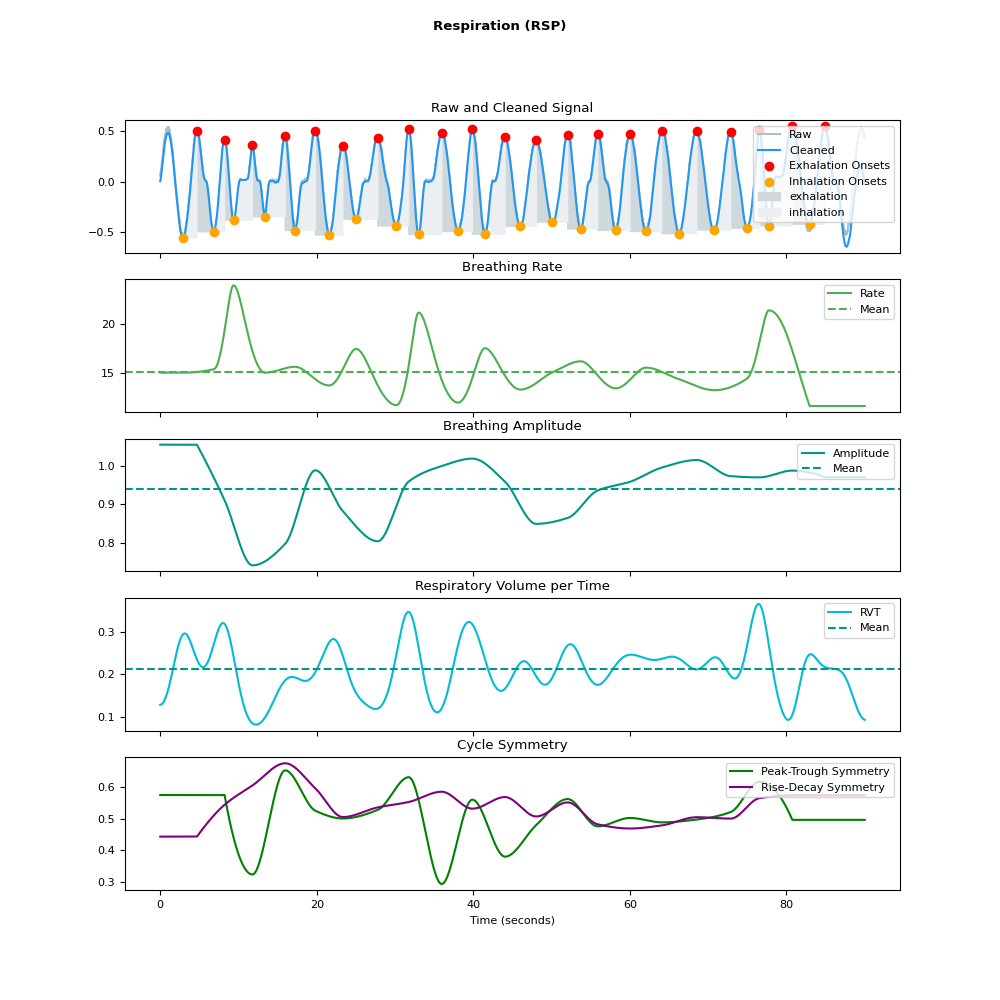 Respiration (RSP)
Raw and Cleaned Signal
0.5
0.0
−0.5
Raw
Cleaned
Exhalation Onsets
Inhalation Onsets
exhalation
inhalation
Breathing Rate
20
15
Rate
Mean
Breathing Amplitude
1.0
0.9
0.8
Amplitude
Mean
Respiratory Volume per Time
0.3
0.2
0.1
RVT
Mean
Cycle Symmetry
0.6
0.5
0.4
0.3
Peak-Trough Symmetry
Rise-Decay Symmetry
0 20 40 60 80
Time (seconds)